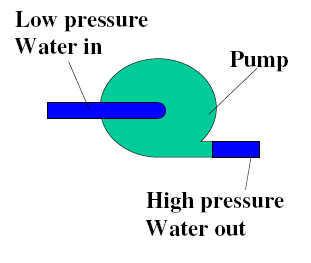 Low pressure
Water in
Pump
High pressure
Water out